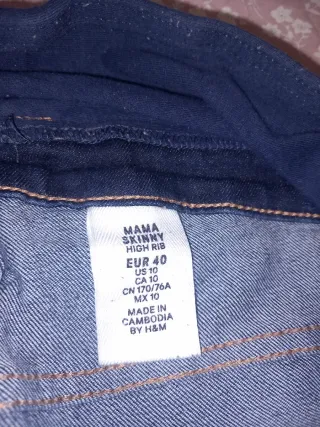 MAMA
SKINNY
HIGH RIB
EUR 40
US 10
CA 10
CN 170/76A
MX 10
MADE IN
CAMBODIA
BY H&M